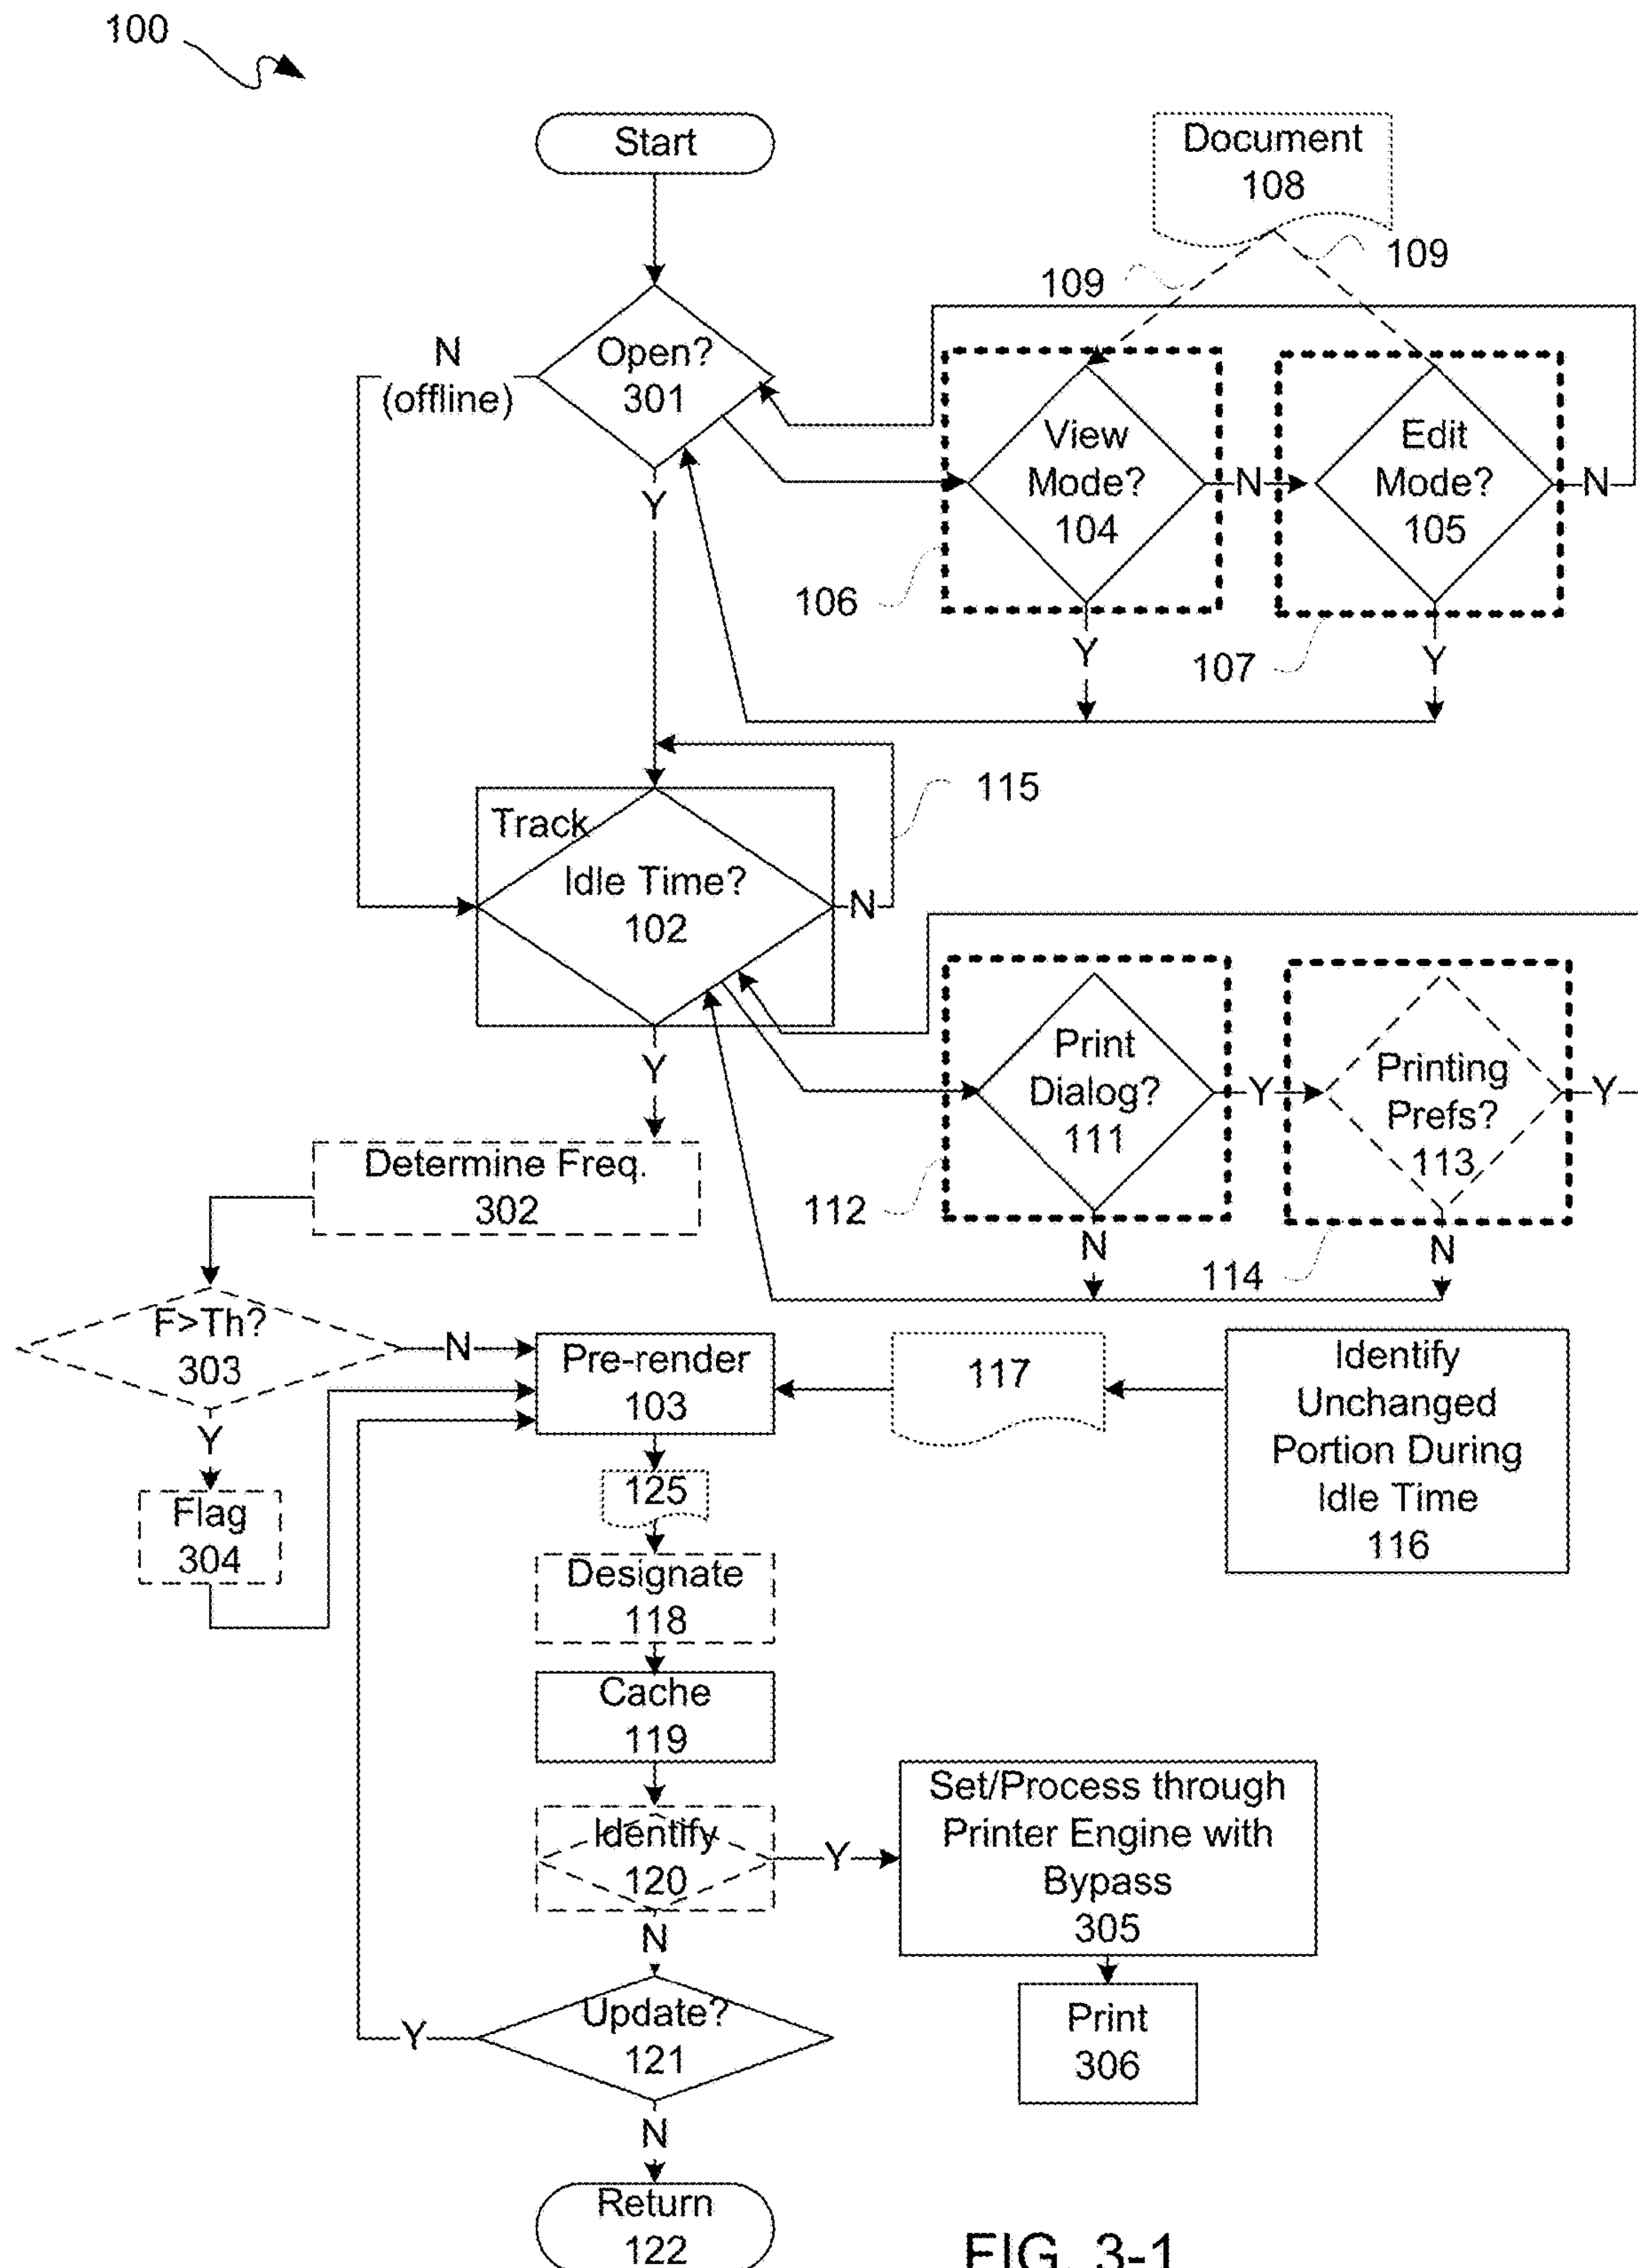 100
Start
Document
108
109
109
Open?
301
N
(offline)
Y
View
Mode?
104
N
Edit
Mode?
105
N
106
Y
107
Y
Track
Idle Time?
102
N
115
Y
Print
Dialog?
111
Y
Printing
Prefs?
113
Y
112
N
114
N
Determine Freq.
302
F>Th?
303
N
Y
Flag
304
Pre-render
103
117
Identify
Unchanged
Portion During
Idle Time
116
125
Designate
118
Cache
119
Identify
120
Y
Set/Process through
Printer Engine with
Bypass
305
N
Update?
121
Y
Print
306
N
Return
122
FIG. 3-1